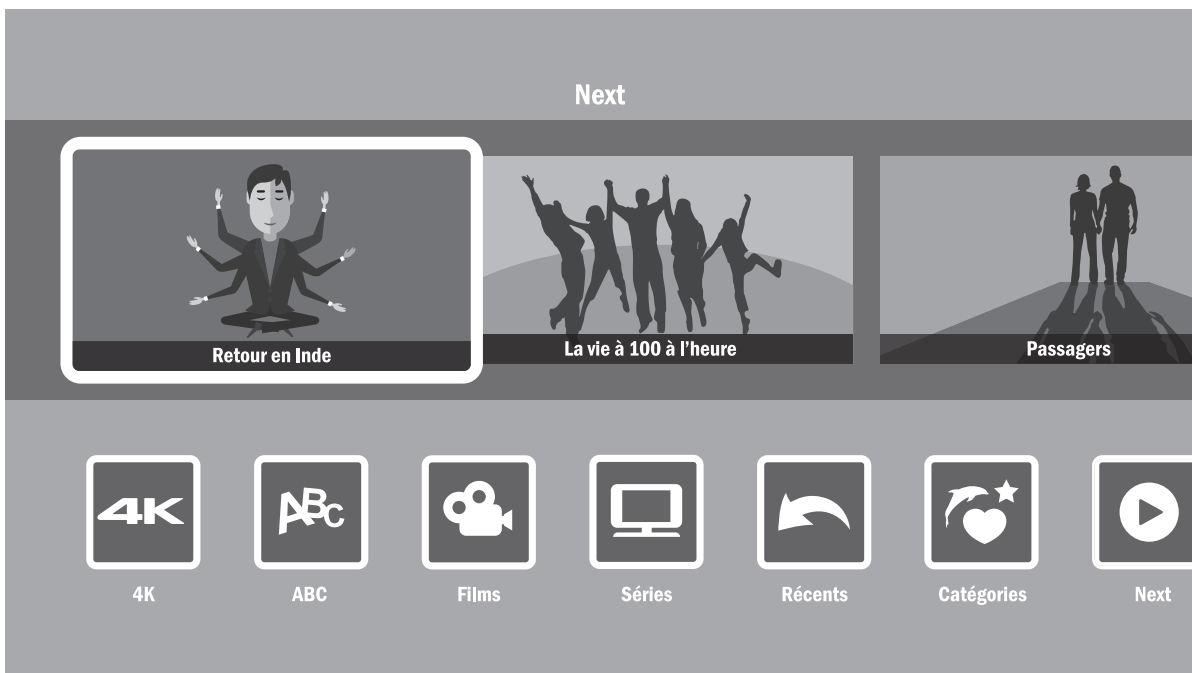 Next
Retour en Inde
La vie à 100 à l'heure
Passagers
4K
ABC
4K
ABC
Films
Séries
Récents
Catégories
Next